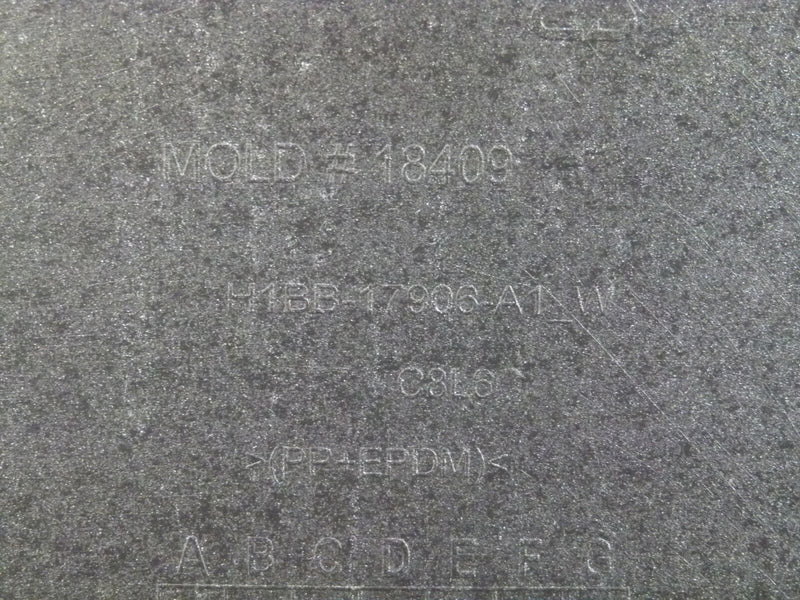 MOLD # 18409
H1BB-17906-A1_W
C8L6
>(PP+EPDM)<
A B C D E F G